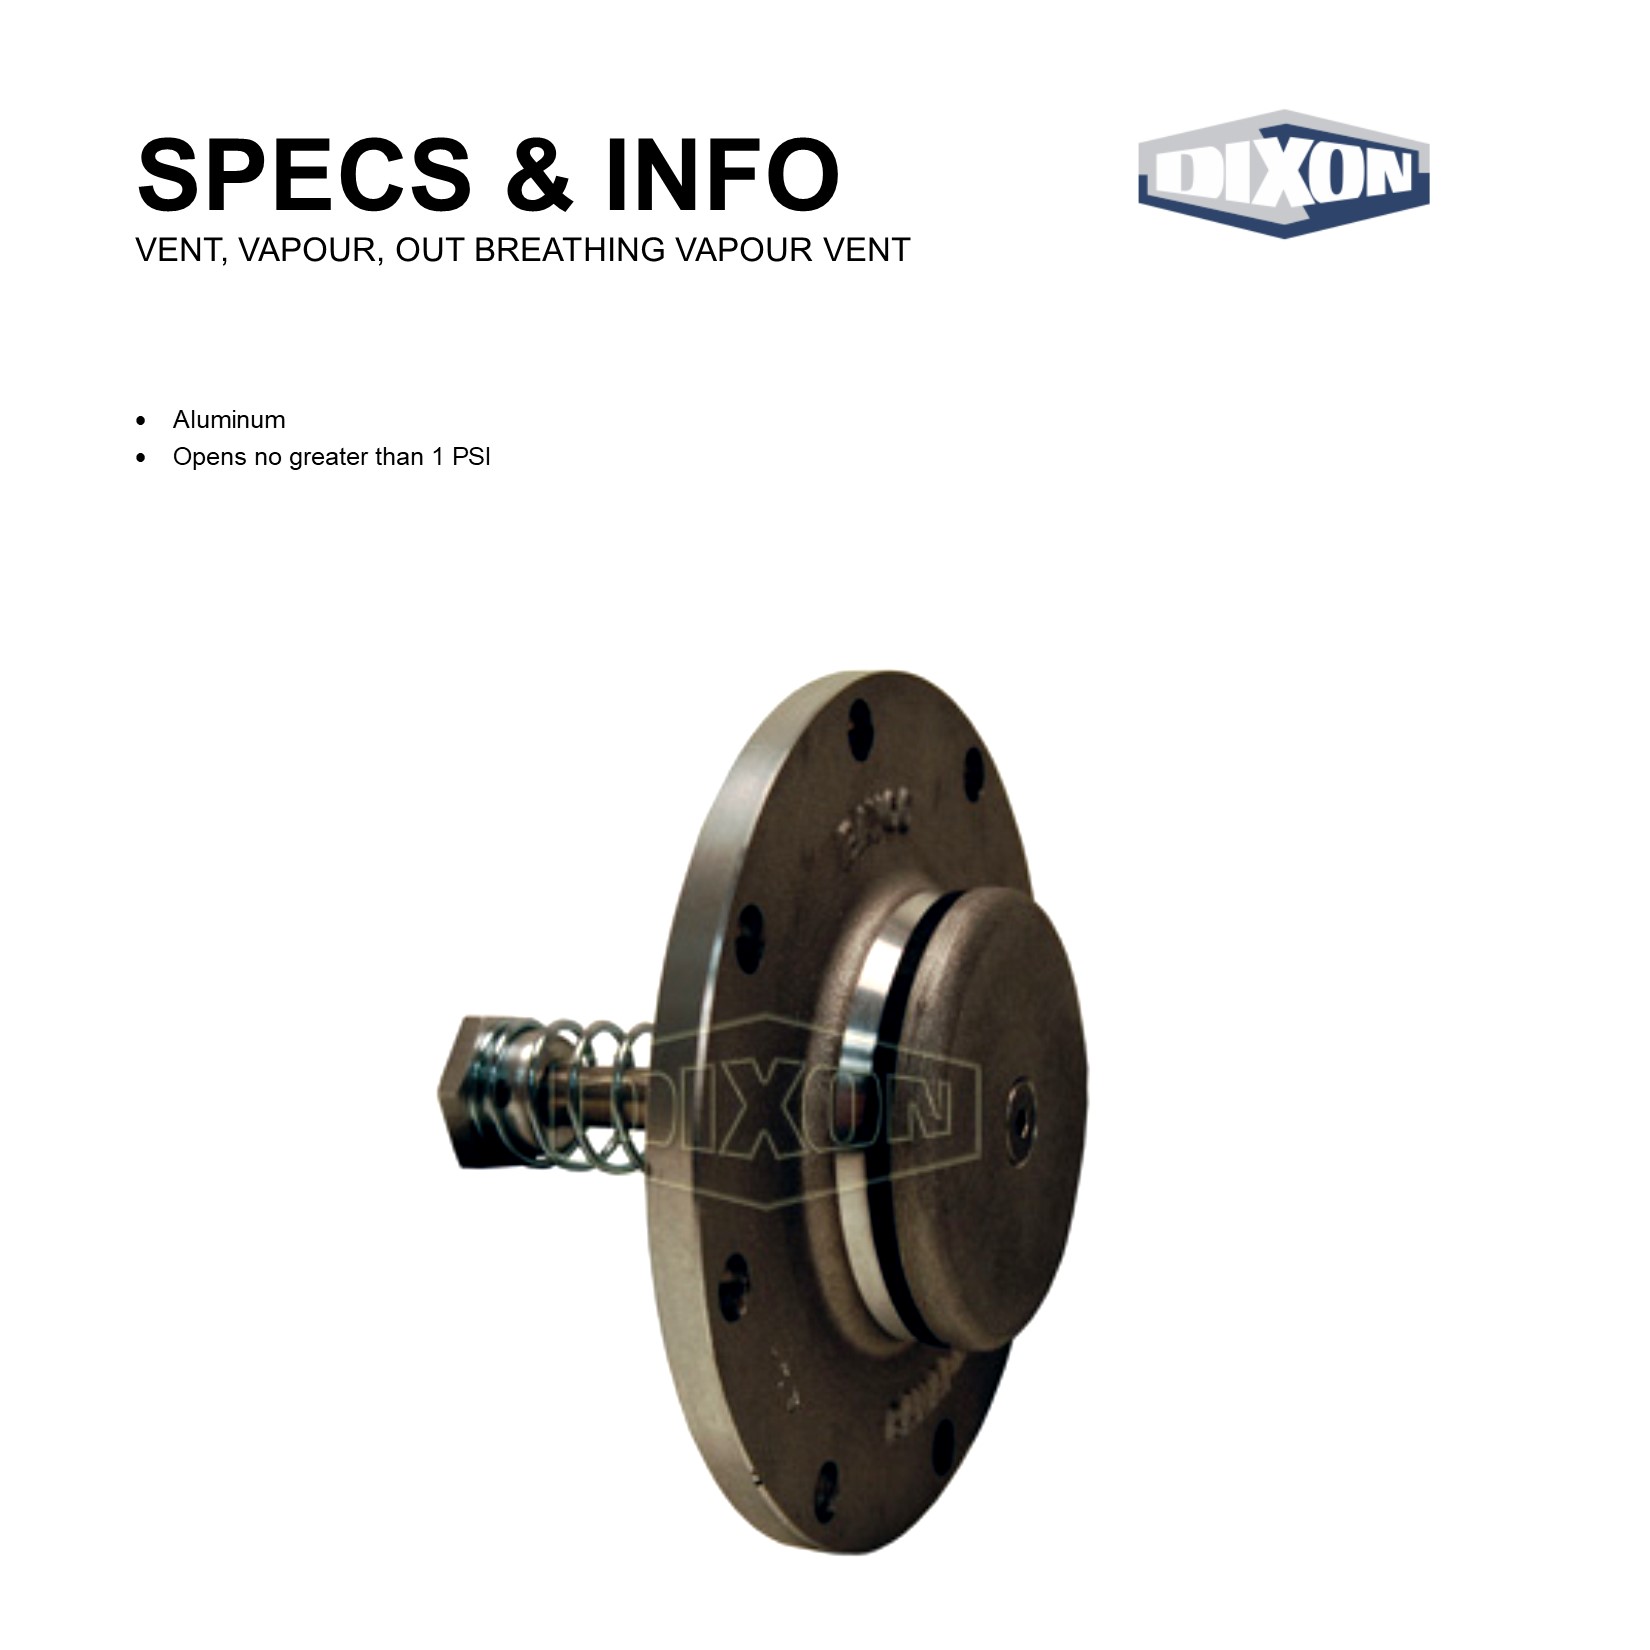 SPECS & INFO
DIXON
VENT, VAPOUR, OUT BREATHING VAPOUR VENT
• Aluminum
• Opens no greater than 1 PSI
DIXON